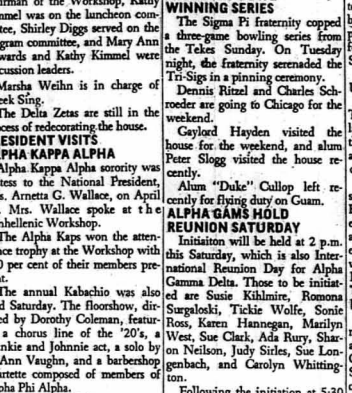 man of the Workshop, Kathy
mel was on the luncheon com-
tee, Shirley Diggs served on the
gram committee, and Mary Ann
wards and Kathy Kimmel were
cussion leaders.
Marsha Weihn is in charge of
eek Sing.
The Delta Zetas are still in the
cess of redecorating the house.
ESIDENT VISITS
PHA KAPPA ALPHA
Alpha Kappa Alpha sorority was
tess to the National President,
s. Arnetta G. Wallace, on April
Mrs. Wallace spoke at the
nhellenic Workshop.
The Alpha Kaps won the atten-
ce trophy at the Workshop with
0 per cent of their members pre-
t.
The annual Kabachio was also
d Saturday. The floorshow, dir-
ed by Dorothy Coleman, featur-
a chorus line of the '20's, a
nkie and Johnnie act, a solo by
Ann Vaughn, and a barbershop
artette composed of members of
pha Phi Alpha.
WINNING SERIES
The Sigma Pi fraternity copped
a three-game bowling series from
the Tekes Sunday. On Tuesday
night, the fraternity serenaded the
Tri-Sigs in a pinning ceremony.
Dennis Ritzel and Charles Sch-
roeder are going to Chicago for the
weekend.
Gaylord Hayden visited the
house for the weekend, and alum
Peter Slogg visited the house re-
cently.
Alum "Duke" Cullop left re-
cently for flying duty on Guam.
ALPHA GAMS HOLD
REUNION SATURDAY
Initiaiton will be held at 2 p.m.
this Saturday, which is also Inter-
national Reunion Day for Alpha
Gamma Delta. Those to be initiat-
ed are Susie Kihlmire, Romona
Surgaloski, Tickie Wolfe, Sonie
Ross, Karen Hannegan, Marilyn
West, Sue Clark, Ada Rury, Shar-
on Neilson, Judy Sirles, Sue Lon-
genbach, and Carolyn Whitting-
ton.
Following the initiation at 5:30